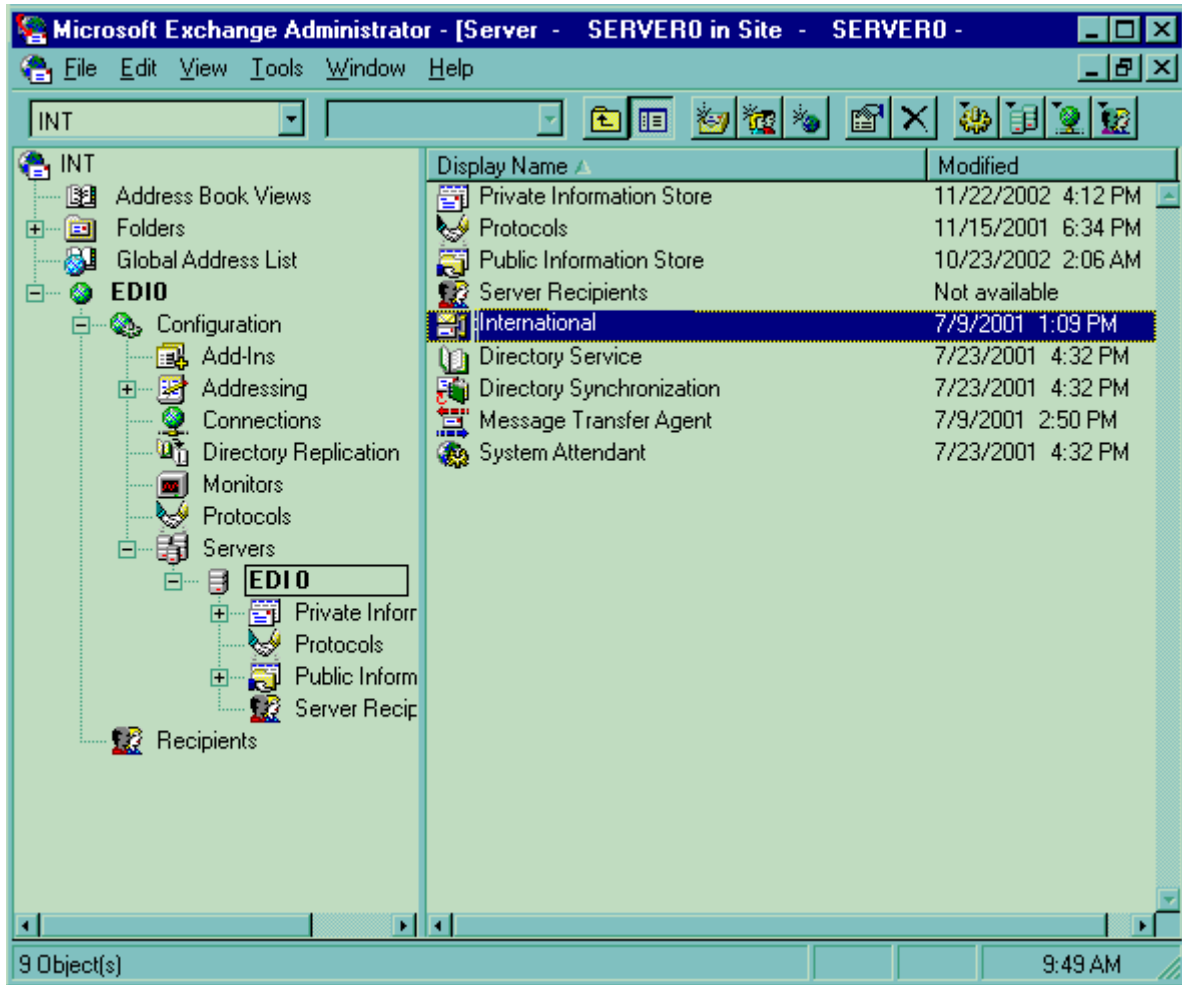 Microsoft Exchange Administrator - [Server - SERVER0 in Site - SERVER0 -
File Edit View Tools Window Help
INT
INT
Address Book Views
Folders
Global Address List
EDI0
Configuration
Add-Ins
Addressing
Connections
Directory Replication
Monitors
Protocols
Servers
EDI0
Private Inforr
Protocols
Public Inform
Server Recip
Recipients
Display Name Modified
Private Information Store 11/22/2002 4:12 PM
Protocols 11/15/2001 6:34 PM
Public Information Store 10/23/2002 2:06 AM
Server Recipients Not available
International 7/9/2001 1:09 PM
Directory Service 7/23/2001 4:32 PM
Directory Synchronization 7/23/2001 4:32 PM
Message Transfer Agent 7/9/2001 2:50 PM
System Attendant 7/23/2001 4:32 PM
9 Object(s) 9:49 AM